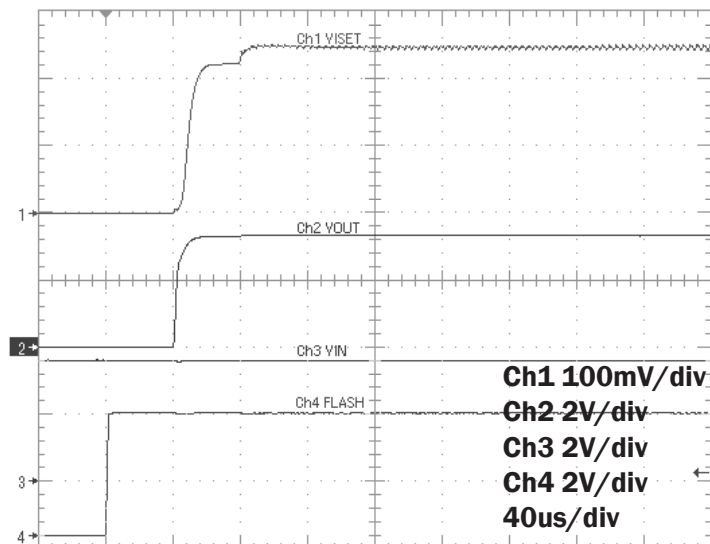 Ch1 VISET
1
Ch2 VOUT
2
Ch3 VIN
Ch4 FLASH
Ch1 100mV/div
Ch2 2V/div
Ch3 2V/div
3
Ch4 2V/div
40us/div
4